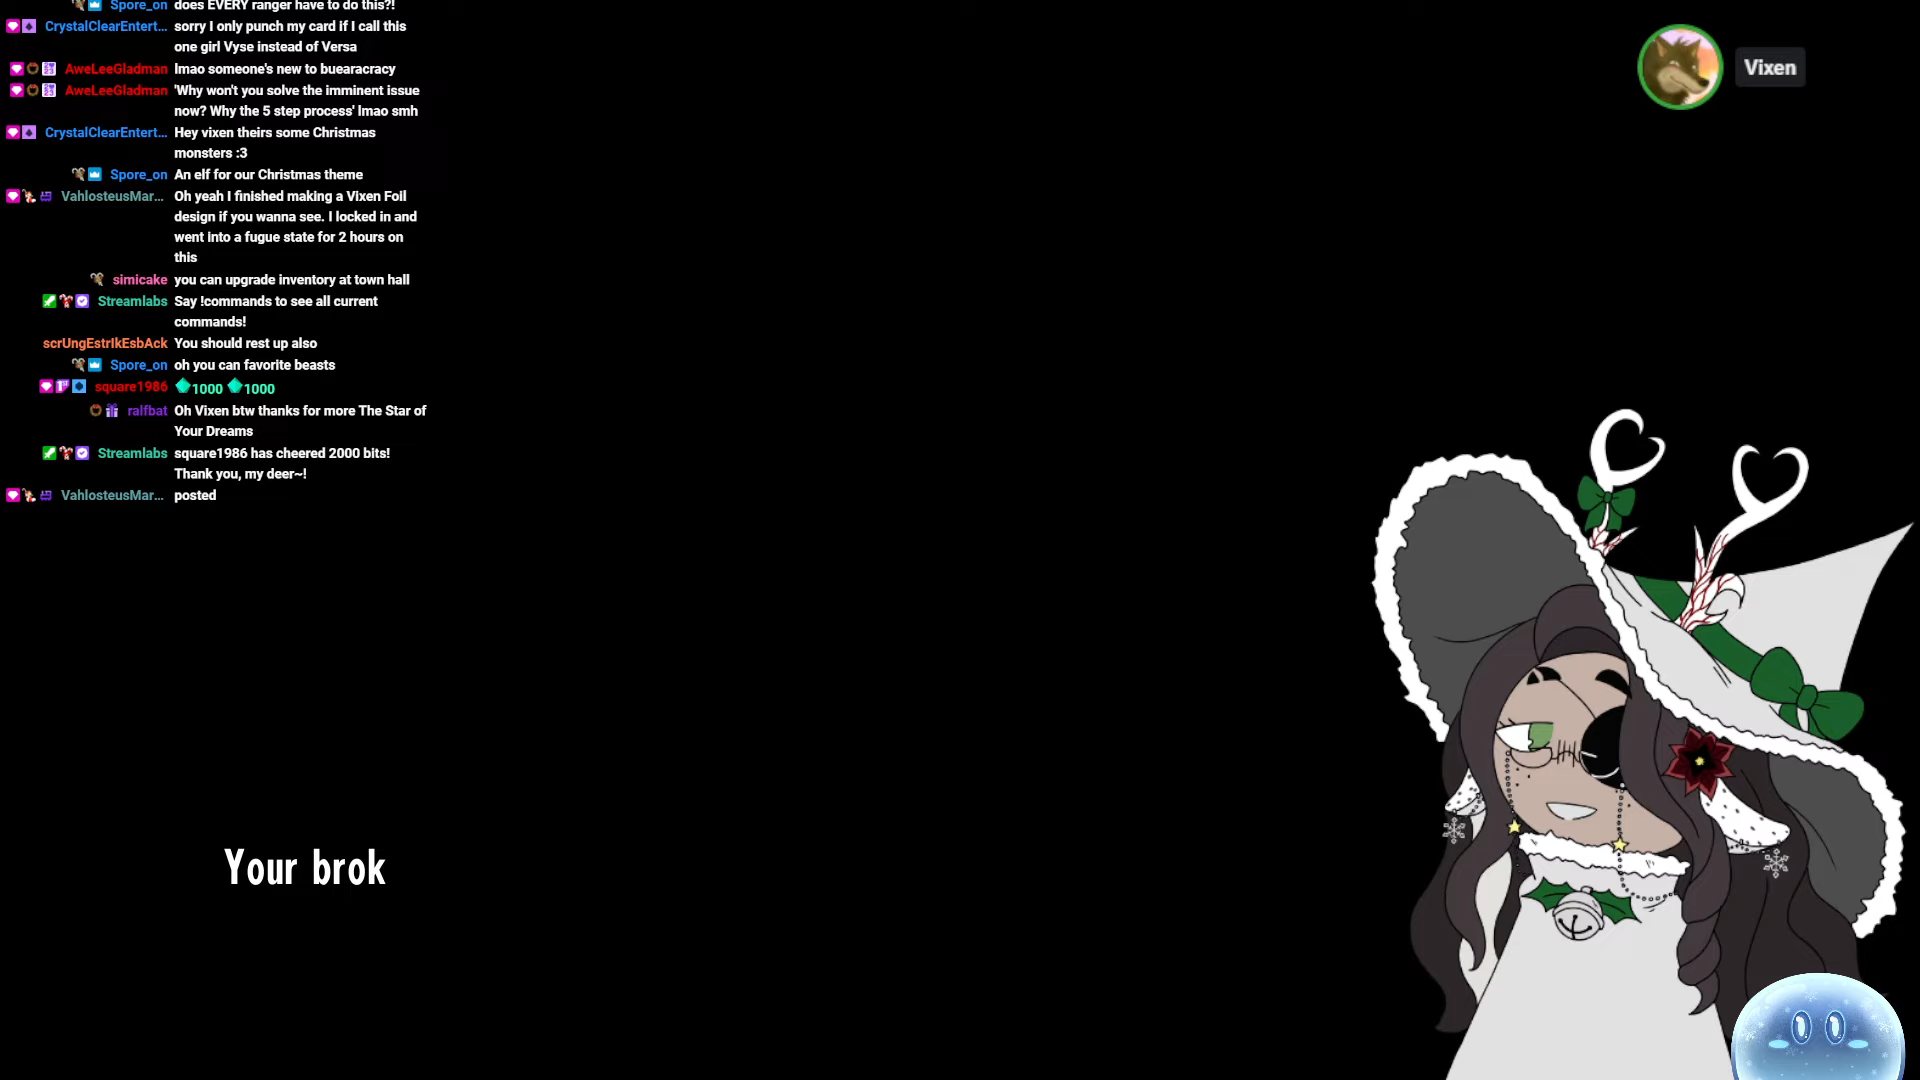 Spore_on does EVERY ranger have to do this?!
CrystalClearEntert... sorry I only punch my card if I call this
one girl Vyse instead of Versa
AweLeeGladman lmao someone's new to buearacracy
AweLeeGladman 'Why won't you solve the imminent issue
now? Why the 5 step process' lmao smh
CrystalClearEntert... Hey vixen theirs some Christmas
monsters :3
Spore_on An elf for our Christmas theme
VahlosteusMar... Oh yeah I finished making a Vixen Foil
design if you wanna see. I locked in and
went into a fugue state for 2 hours on
this
simicake you can upgrade inventory at town hall
Streamlabs Say !commands to see all current
commands!
scrUngEstrIkEsbAck You should rest up also
Spore_on oh you can favorite beasts
square1986 1000 1000
ralfbat Oh Vixen btw thanks for more The Star of
Your Dreams
Streamlabs square1986 has cheered 2000 bits!
Thank you, my deer~!
VahlosteusMar... posted
Vixen
Your brok